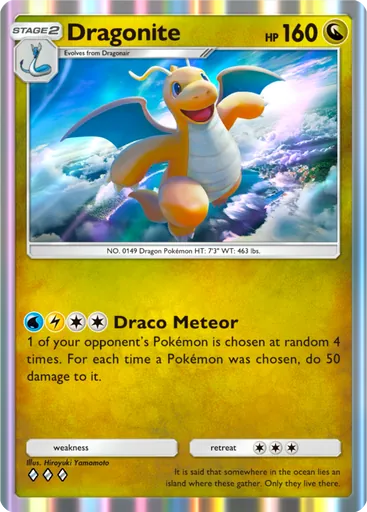 STAGE2
Dragonite
HP 160
Evolves from Dragonair
NO. 0149 Dragon Pokémon HT: 7'3" WT: 463 lbs.
Draco Meteor
1 of your opponent's Pokémon is chosen at random 4
times. For each time a Pokémon was chosen, do 50
damage to it.
weakness
retreat
Illus. Hiroyuki Yamamoto
It is said that somewhere in the ocean lies an
island where these gather. Only they live there.